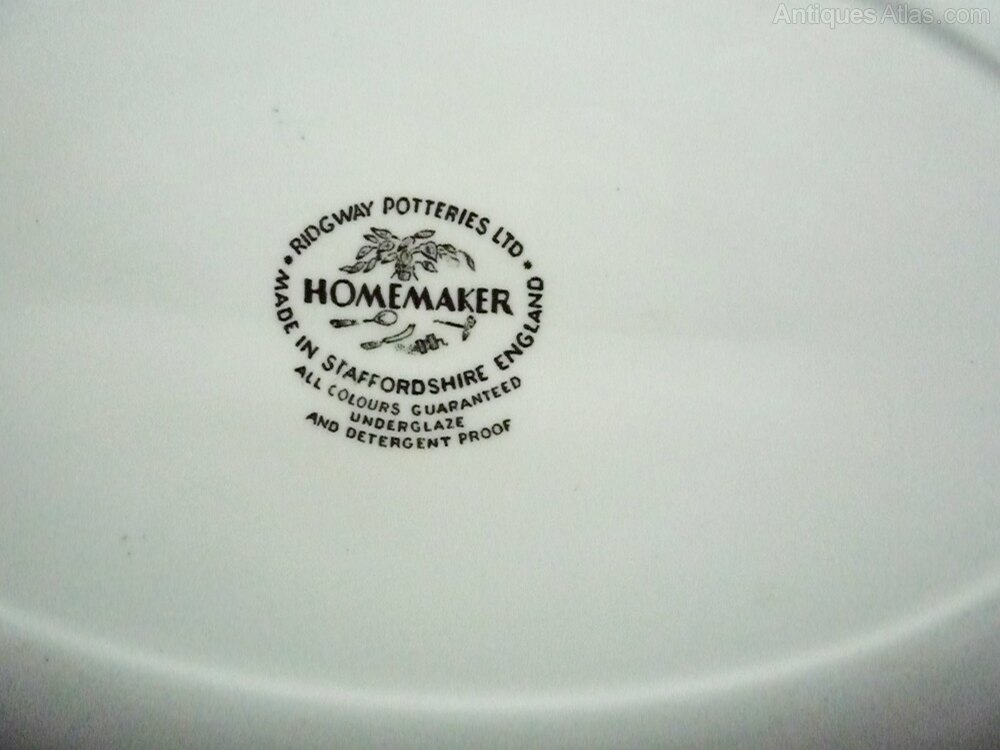 AntiquesAtlas.com
• RIDGWAY POTTERIES LTD •
HOMEMAKER
MADE IN STAFFORDSHIRE ENGLAND
ALL COLOURS GUARANTEED
UNDERGLAZE
AND DETERGENT PROOF